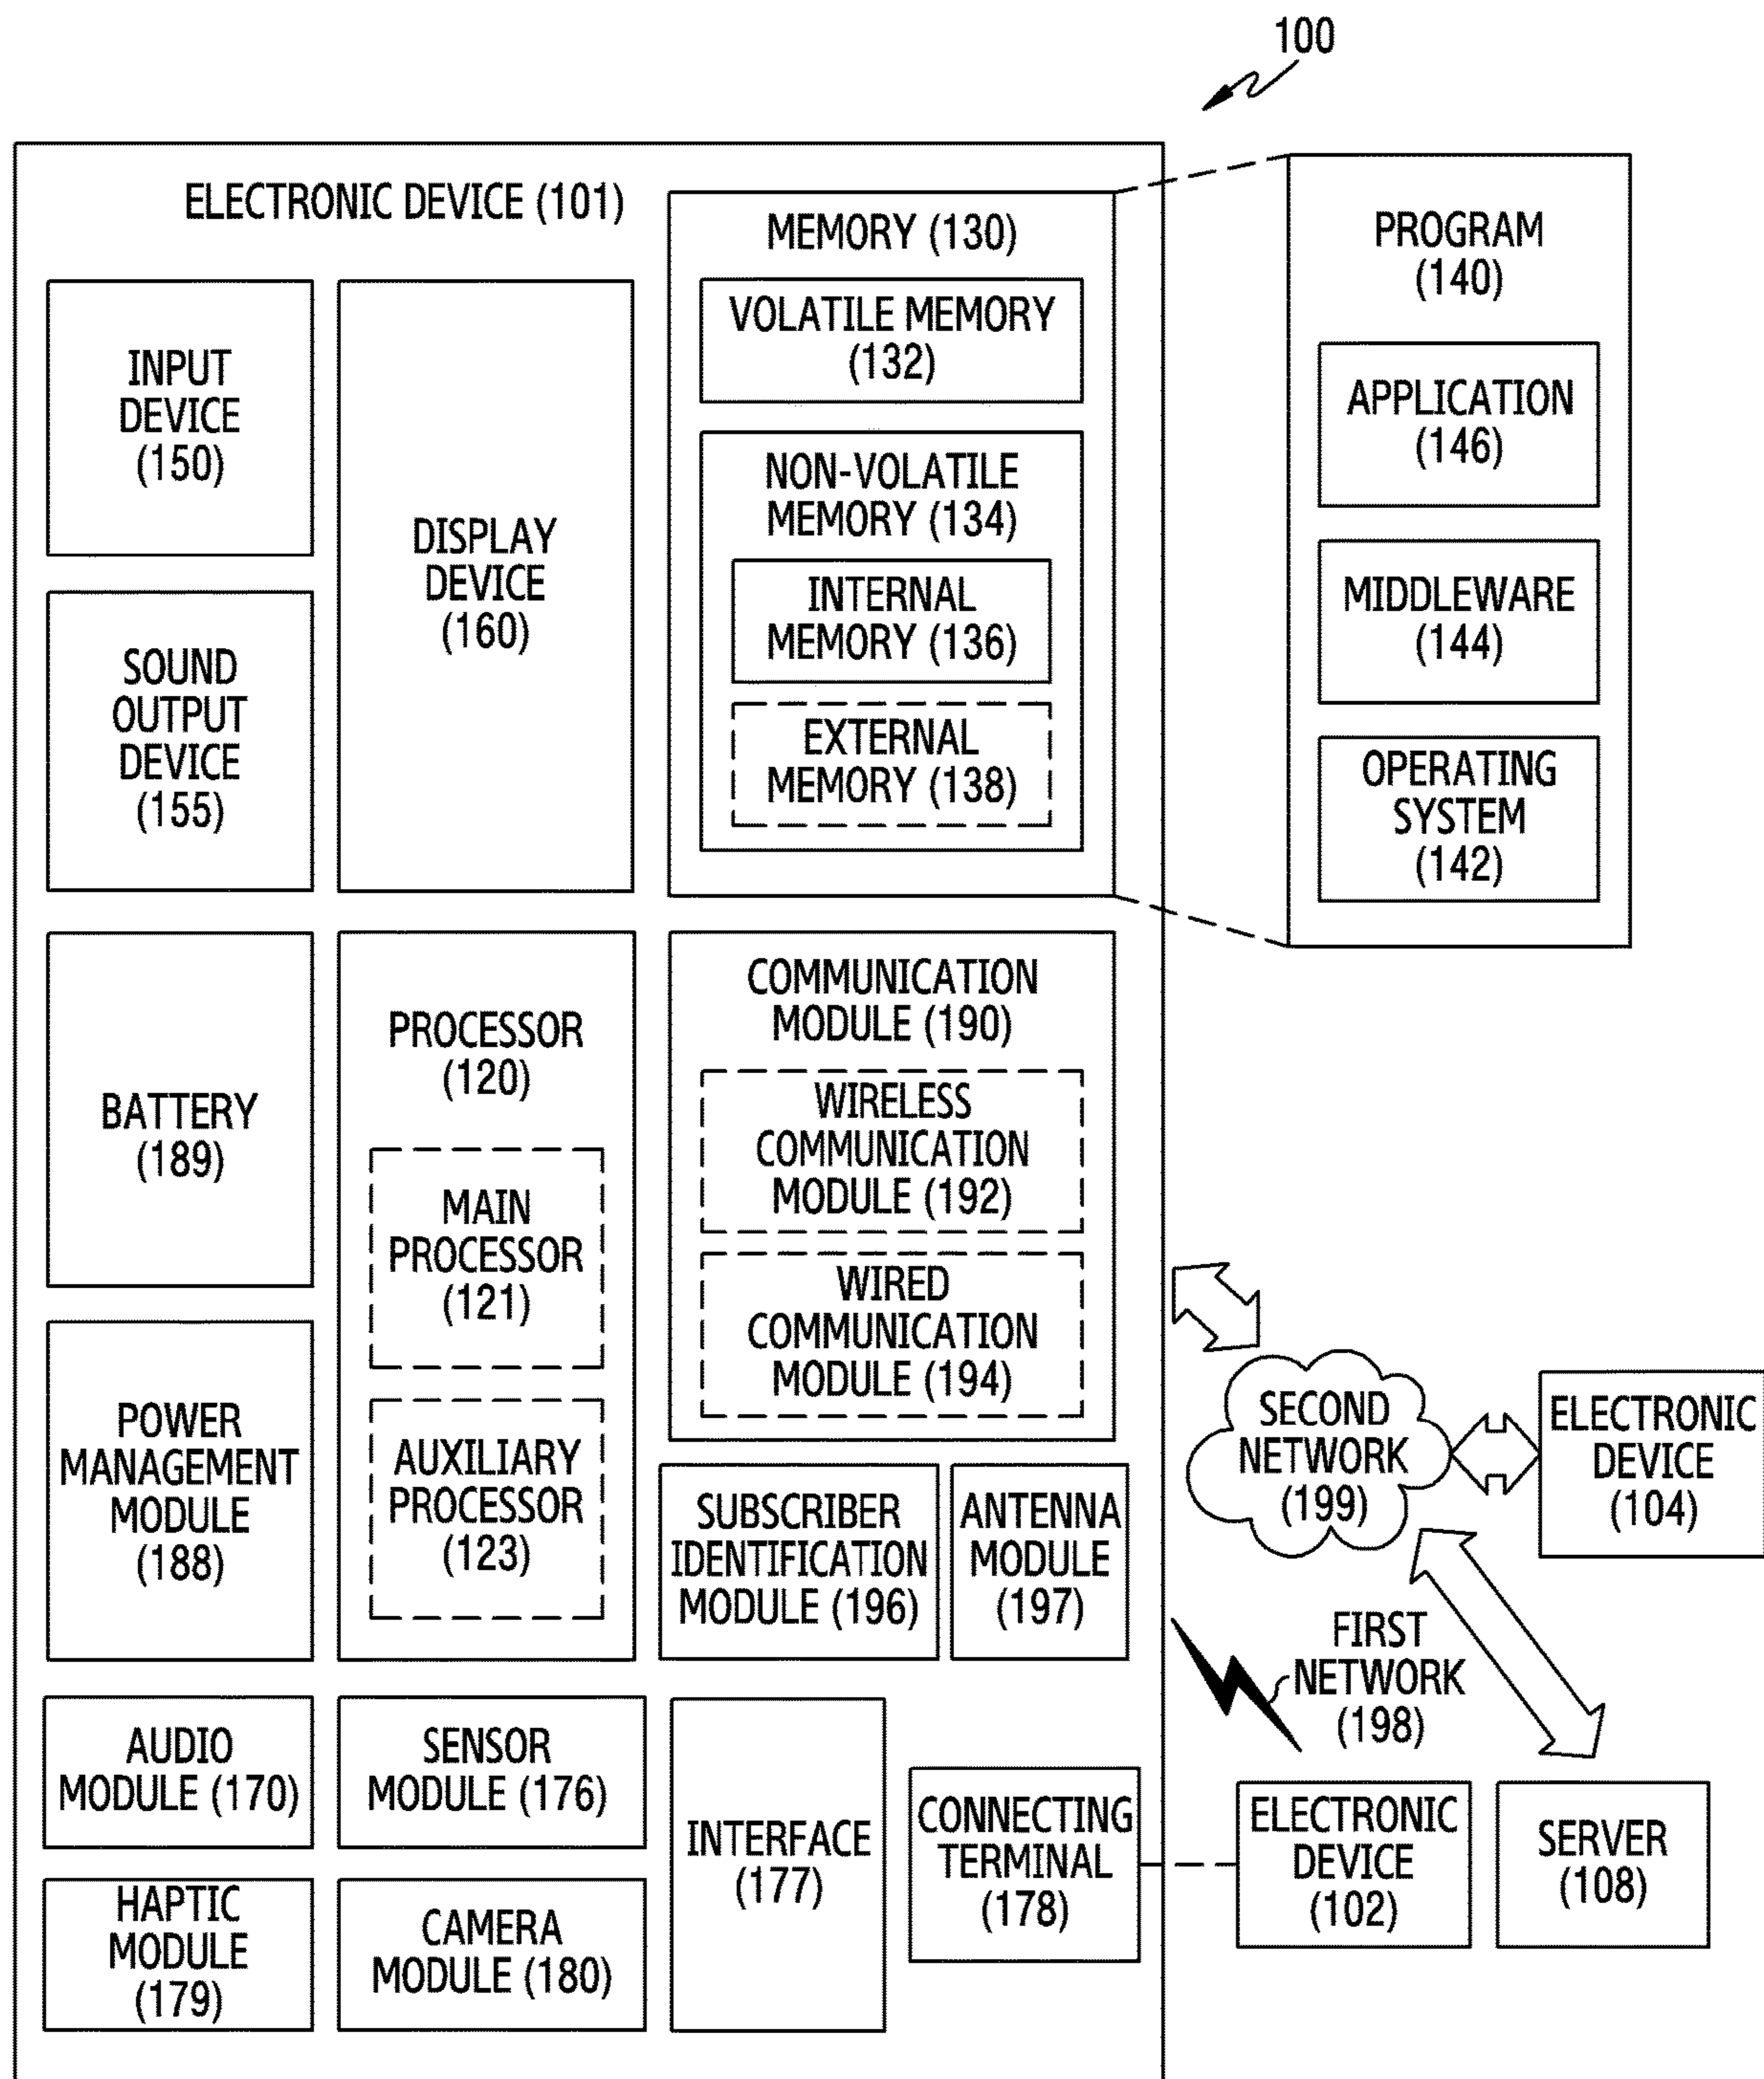 100
ELECTRONIC DEVICE (101)
INPUT
DEVICE
(150)
SOUND
OUTPUT
DEVICE
(155)
DISPLAY
DEVICE
(160)
MEMORY (130)
VOLATILE MEMORY
(132)
NON-VOLATILE
MEMORY (134)
INTERNAL
MEMORY (136)
EXTERNAL
MEMORY (138)
PROGRAM
(140)
APPLICATION
(146)
MIDDLEWARE
(144)
OPERATING
SYSTEM
(142)
BATTERY
(189)
POWER
MANAGEMENT
MODULE
(188)
PROCESSOR
(120)
MAIN
PROCESSOR
(121)
AUXILIARY
PROCESSOR
(123)
COMMUNICATION
MODULE (190)
WIRELESS
COMMUNICATION
MODULE (192)
WIRED
COMMUNICATION
MODULE (194)
SUBSCRIBER
IDENTIFICATION
MODULE (196)
ANTENNA
MODULE
(197)
SECOND
NETWORK
(199)
ELECTRONIC
DEVICE
(104)
FIRST
NETWORK
(198)
AUDIO
MODULE (170)
SENSOR
MODULE (176)
HAPTIC
MODULE
(179)
CAMERA
MODULE (180)
INTERFACE
(177)
CONNECTING
TERMINAL
(178)
ELECTRONIC
DEVICE
(102)
SERVER
(108)